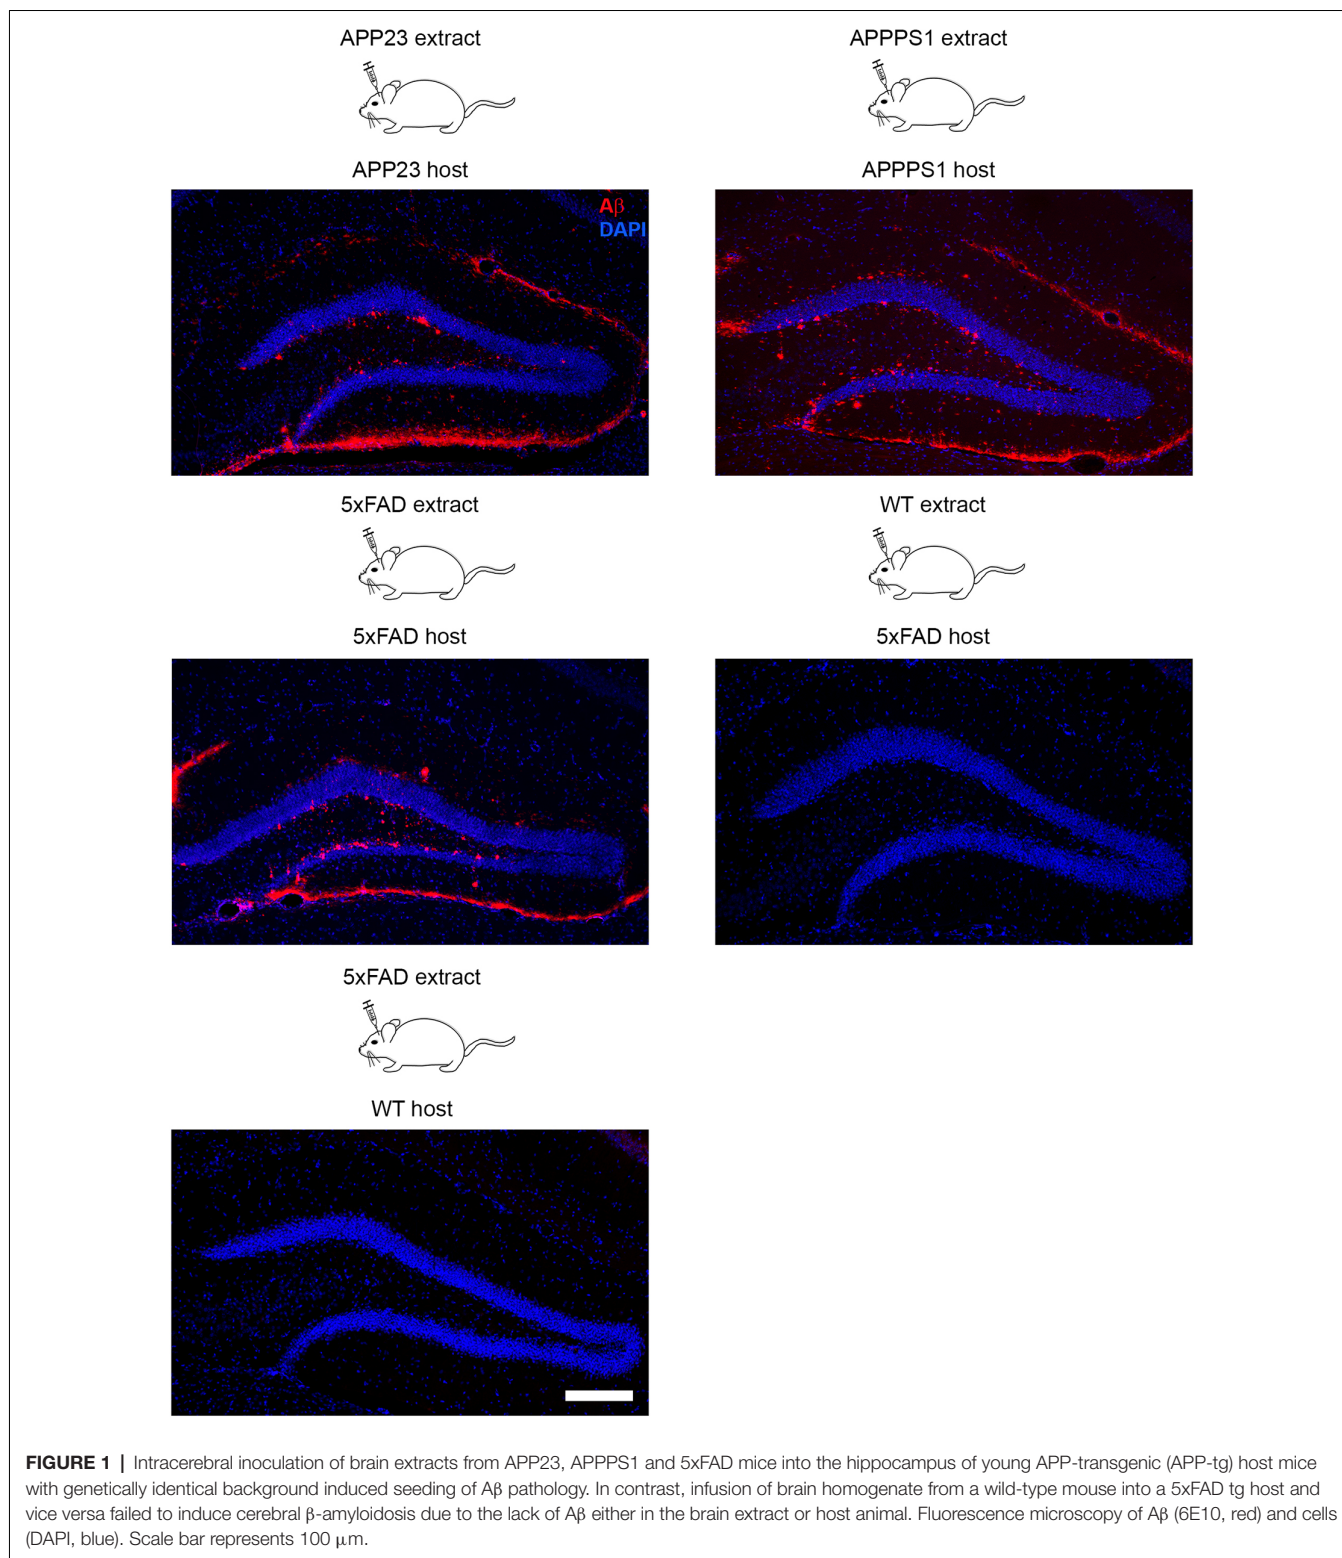 APP23 extract
APPPS1 extract
APP23 host
APPPS1 host
Aβ
DAPI
5xFAD extract
WT extract
5xFAD host
5xFAD host
5xFAD extract
WT host
FIGURE 1 | Intracerebral inoculation of brain extracts from APP23, APPPS1 and 5xFAD mice into the hippocampus of young APP-transgenic (APP-tg) host mice
with genetically identical background induced seeding of Aβ pathology. In contrast, infusion of brain homogenate from a wild-type mouse into a 5xFAD tg host and
vice versa failed to induce cerebral β-amyloidosis due to the lack of Aβ either in the brain extract or host animal. Fluorescence microscopy of Aβ (6E10, red) and cells
(DAPI, blue). Scale bar represents 100 μm.